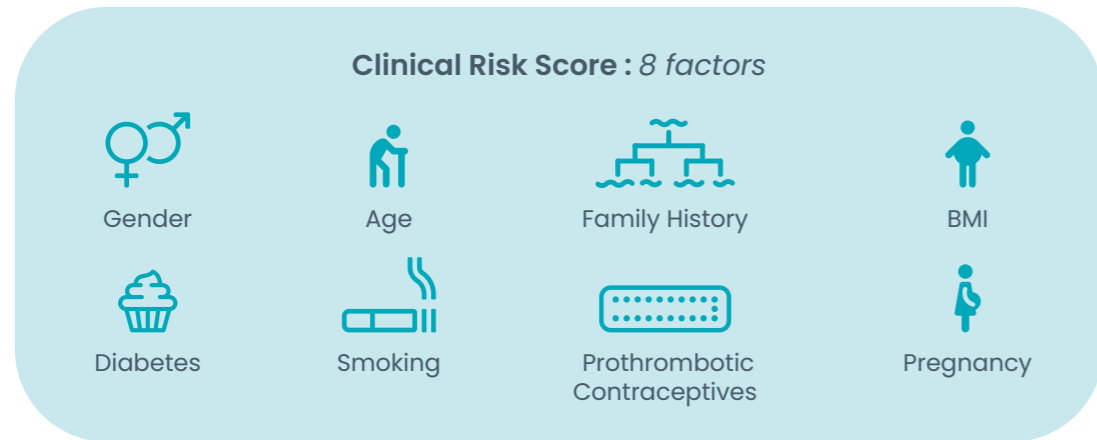 Clinical Risk Score : 8 factors
Gender
Age
Family History
BMI
Diabetes
Smoking
Prothrombotic
Contraceptives
Pregnancy